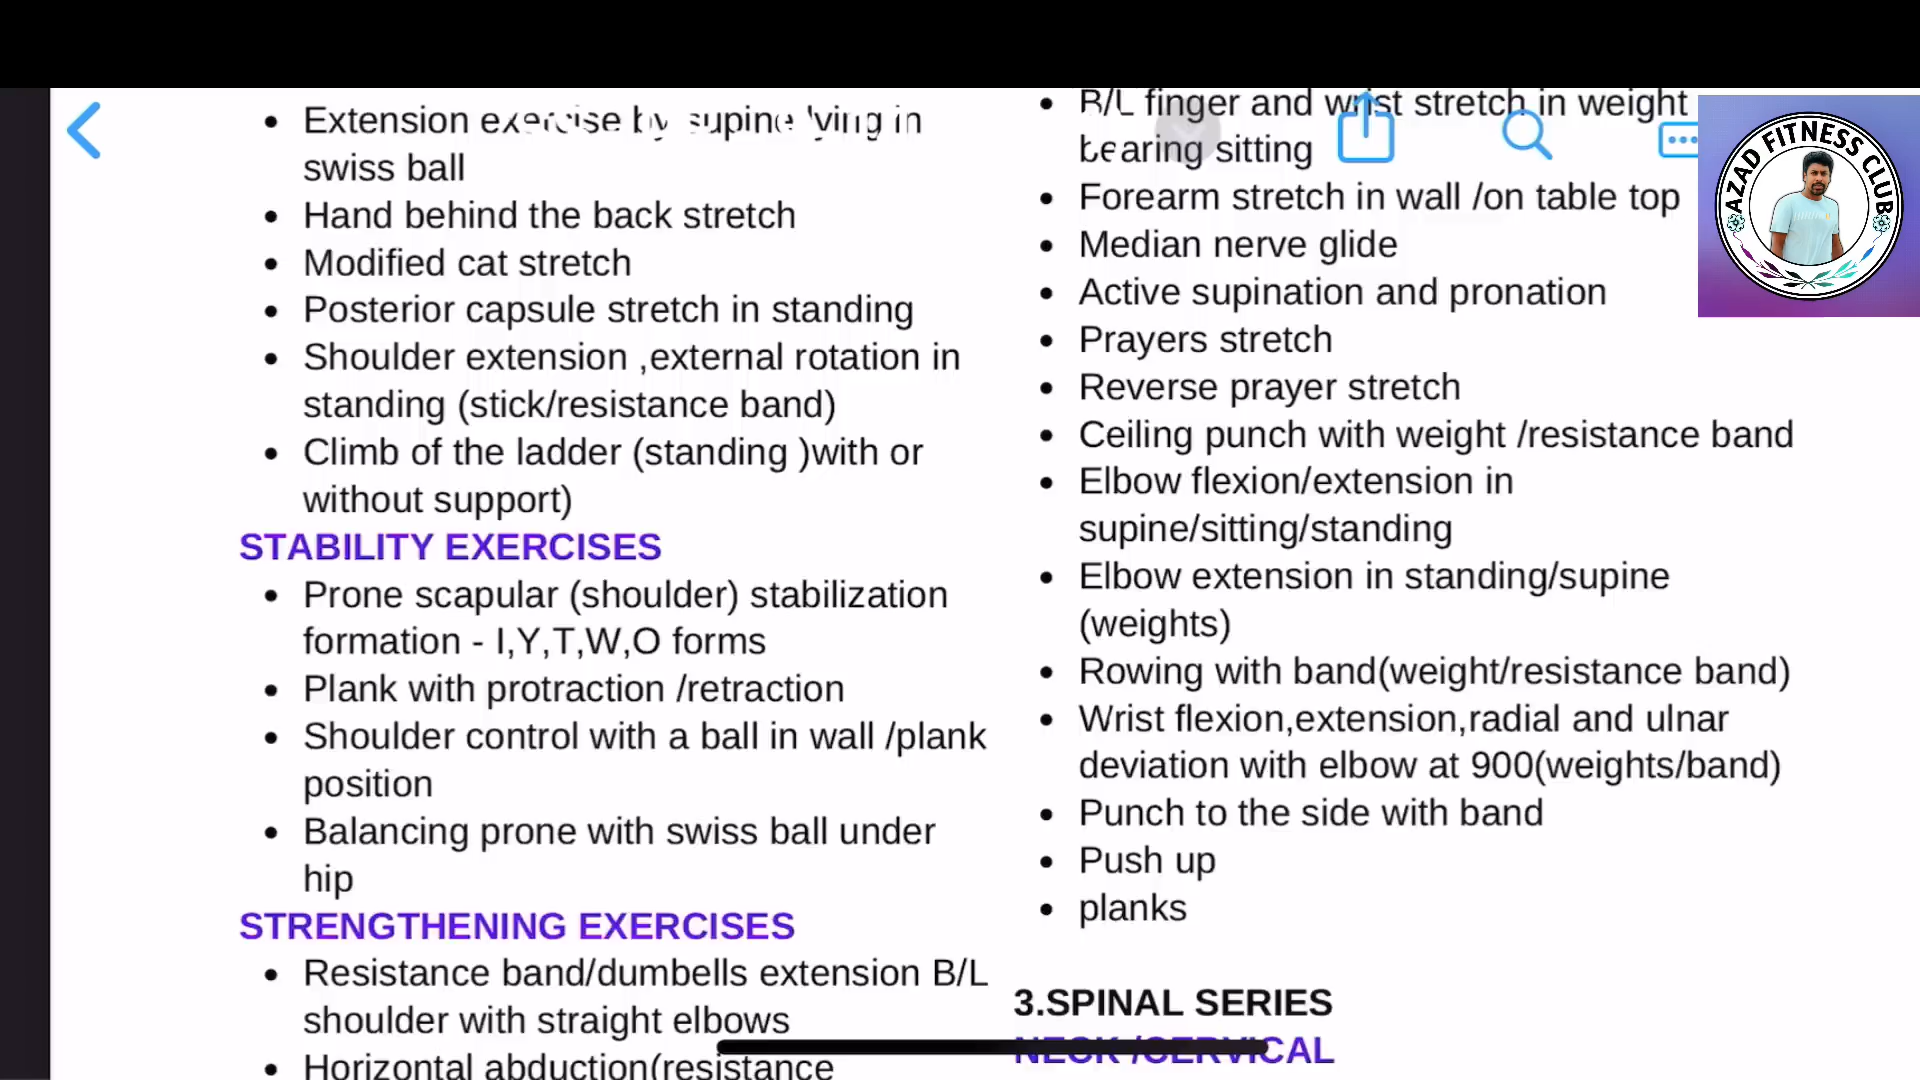 Extension exercise by supine lying in
swiss ball
Hand behind the back stretch
Modified cat stretch
Posterior capsule stretch in standing
Shoulder extension ,external rotation in
standing (stick/resistance band)
Climb of the ladder (standing )with or
without support)
STABILITY EXERCISES
Prone scapular (shoulder) stabilization
formation - I,Y,T,W,O forms
Plank with protraction /retraction
Shoulder control with a ball in wall /plank
position
Balancing prone with swiss ball under
hip
STRENGTHENING EXERCISES
Resistance band/dumbells extension B/L
shoulder with straight elbows
Horizontal abduction(resistance
B/L finger and wrist stretch in weight
bearing sitting
Forearm stretch in wall /on table top
Median nerve glide
Active supination and pronation
Prayers stretch
Reverse prayer stretch
Ceiling punch with weight /resistance band
Elbow flexion/extension in
supine/sitting/standing
Elbow extension in standing/supine
(weights)
Rowing with band(weight/resistance band)
Wrist flexion,extension,radial and ulnar
deviation with elbow at 900(weights/band)
Punch to the side with band
Push up
planks
3.SPINAL SERIES
NECK /CERVICAL
AZAD FITNESS CLUB